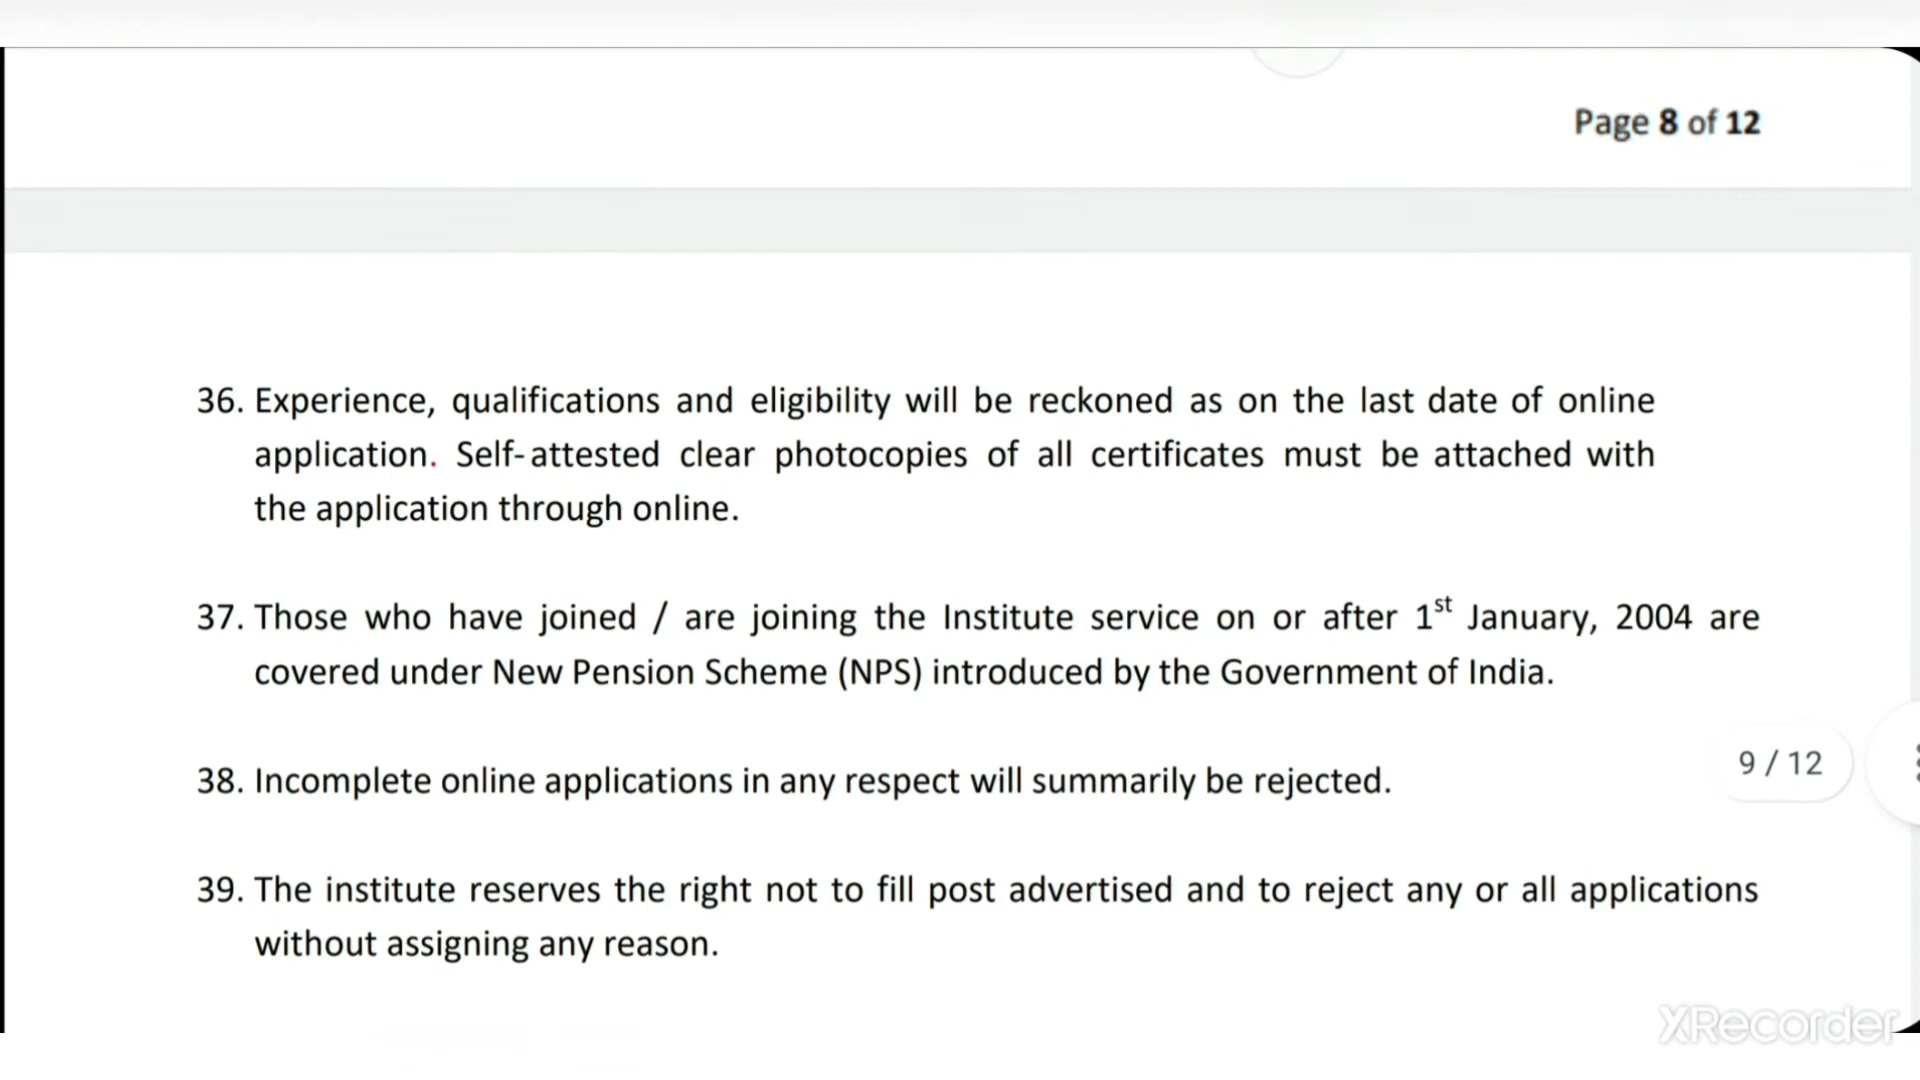 Page 8 of 12
36. Experience, qualifications and eligibility will be reckoned as on the last date of online
application. Self-attested clear photocopies of all certificates must be attached with
the application through online.
37. Those who have joined / are joining the Institute service on or after 1st January, 2004 are
covered under New Pension Scheme (NPS) introduced by the Government of India.
9 / 12
38. Incomplete online applications in any respect will summarily be rejected.
39. The institute reserves the right not to fill post advertised and to reject any or all applications
without assigning any reason.
XRecorder